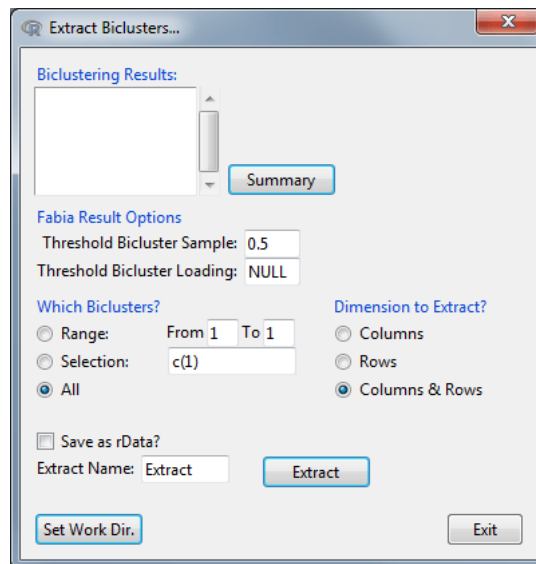 Extract Biclusters...
Biclustering Results:
Summary
Fabia Result Options
Threshold Bicluster Sample: 0.5
Threshold Bicluster Loading: NULL
Which Biclusters? Dimension to Extract?
Range: From 1 To 1 Columns
Selection: c(1) Rows
All Columns & Rows
Save as rData?
Extract Name: Extract Extract
Set Work Dir. Exit